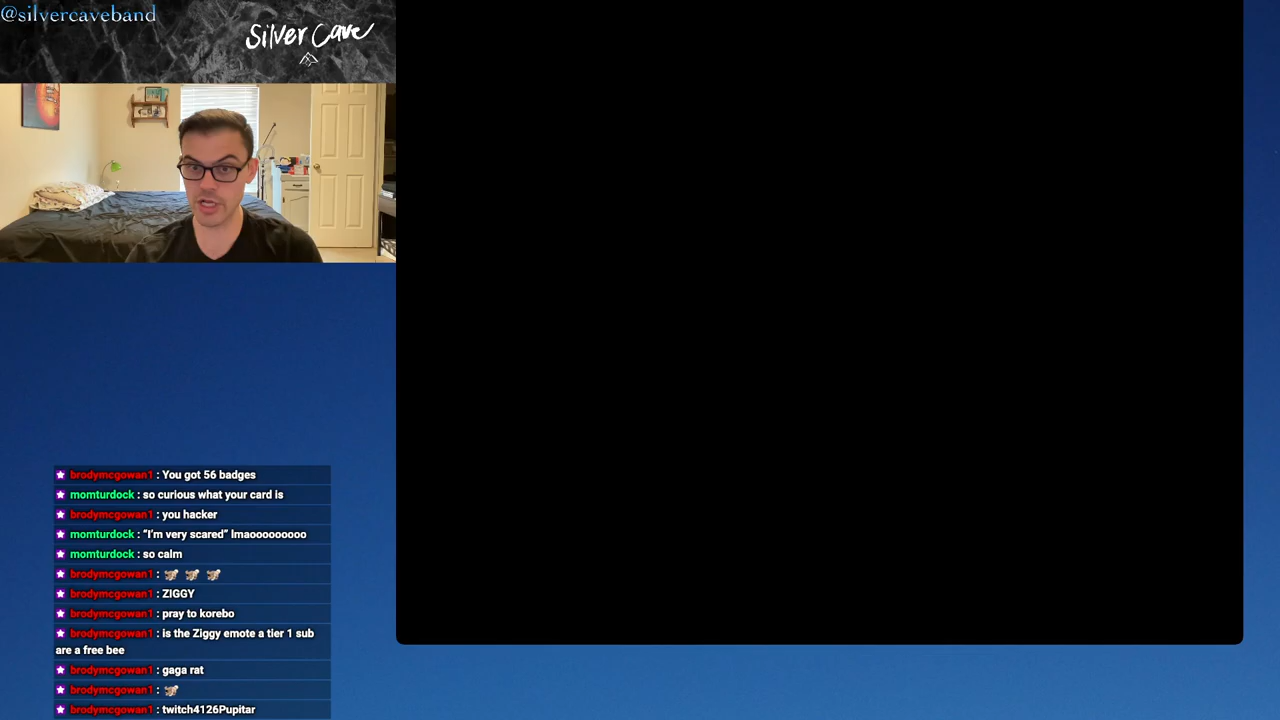 @silvercaveband
Silver Cave
brodymcgowan1 : You got 56 badges
momturdock : so curious what your card is
brodymcgowan1 : you hacker
momturdock : “I’m very scared” lmaooooooooo
momturdock : so calm
brodymcgowan1 :
brodymcgowan1 : ZIGGY
brodymcgowan1 : pray to korebo
brodymcgowan1 : is the Ziggy emote a tier 1 sub
are a free bee
brodymcgowan1 : gaga rat
brodymcgowan1 :
brodymcgowan1 : twitch4126Pupitar